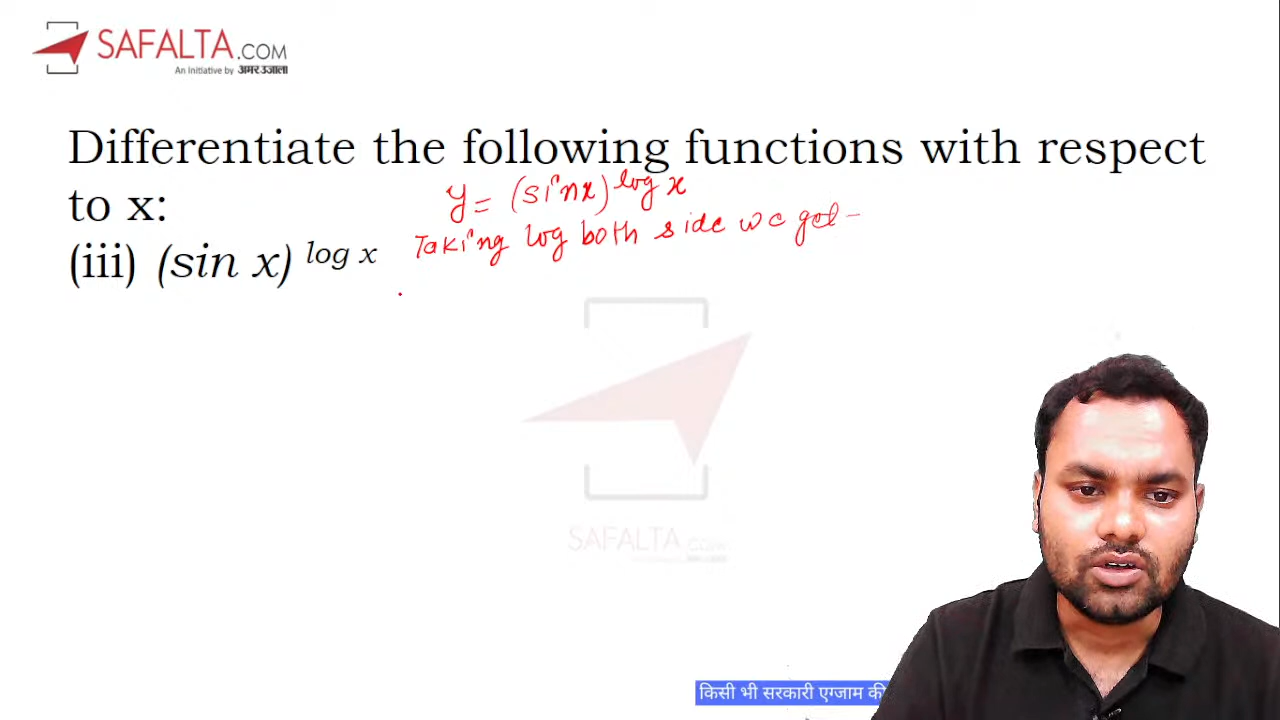 SAFALTA.COM
An Initiative by अमर उजाला
Differentiate the following functions with respect
to x:
y = (sinx) log x
Taking log both side we get -
(iii) (sin x) log x
SAFALTA.COM
किसी भी सरकारी एग्जाम की